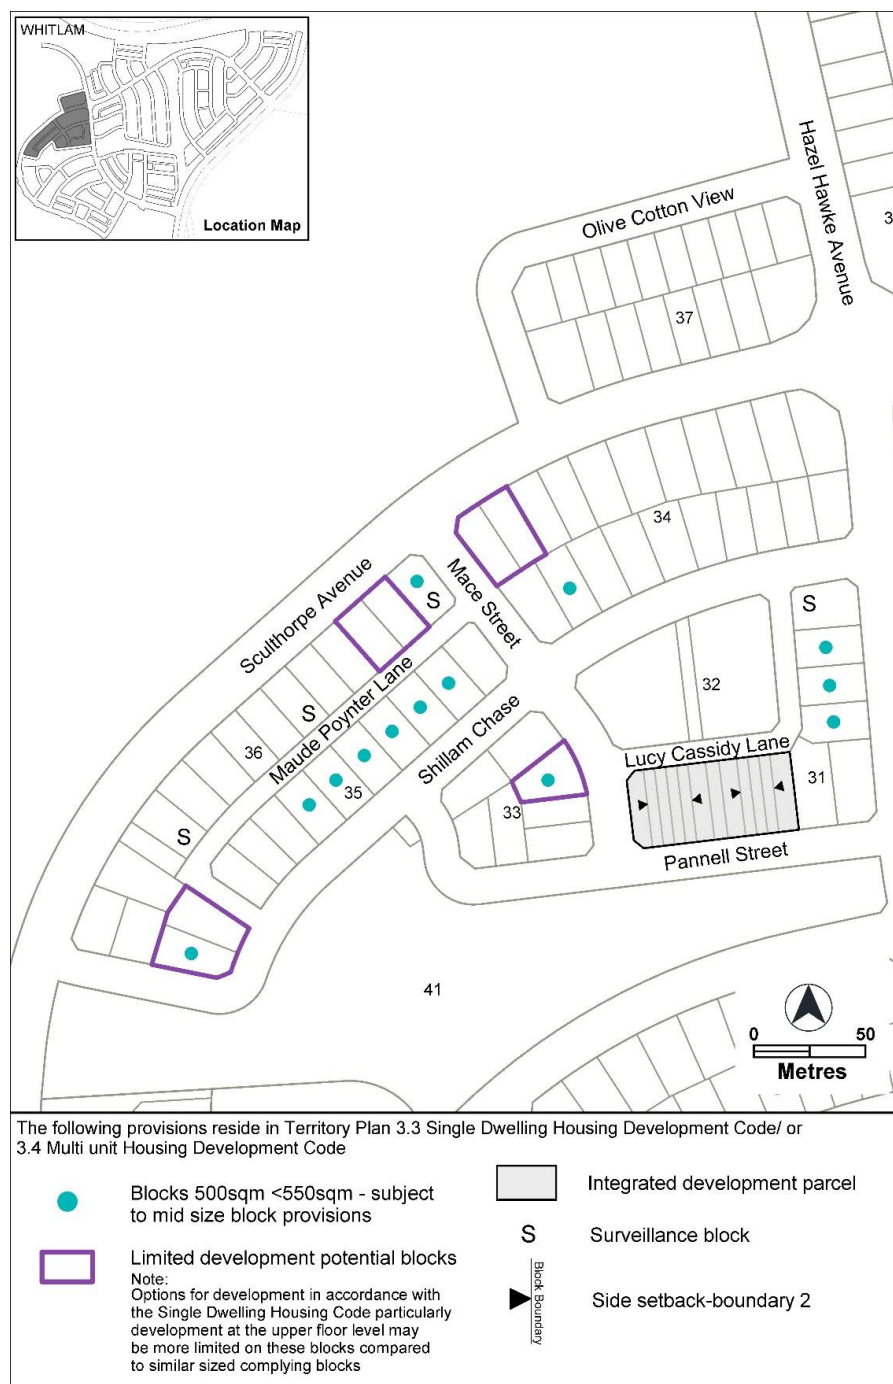 WHITLAM
Location Map
Hazel Hawke Avenue
Olive Cotton View
3
37
34
Sculthorpe Avenue
Mace Street
S
S
S
32
Maude Poynter Lane
S
36
Shillam Chase
Lucy Cassidy Lane
35
31
33
S
Pannell Street
41
0 50
Metres
The following provisions reside in Territory Plan 3.3 Single Dwelling Housing Development Code/ or
3.4 Multi unit Housing Development Code
Blocks 500sqm <550sqm - subject
to mid size block provisions
Limited development potential blocks
Note:
Options for development in accordance with
the Single Dwelling Housing Code particularly
development at the upper floor level may
be more limited on these blocks compared
to similar sized complying blocks
Integrated development parcel
S Surveillance block
Block Boundary
Side setback-boundary 2